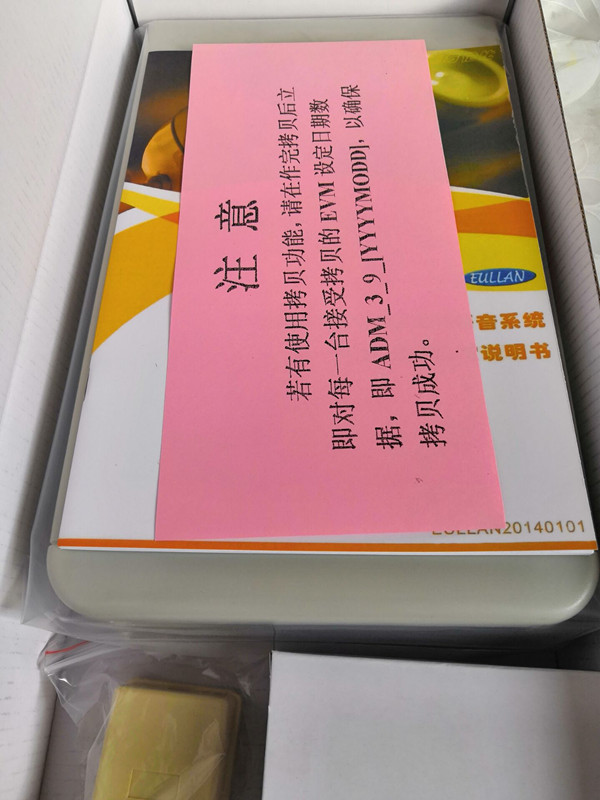 注意
若有使用拷贝功能，请在作完拷贝后立
即对每一台接受拷贝的 EVM 设定日期数
据，即 ADM_3_9_[YYYYMODD]，以确保
拷贝成功。
EULLAN
音系统
说明书
EULLAN20140101